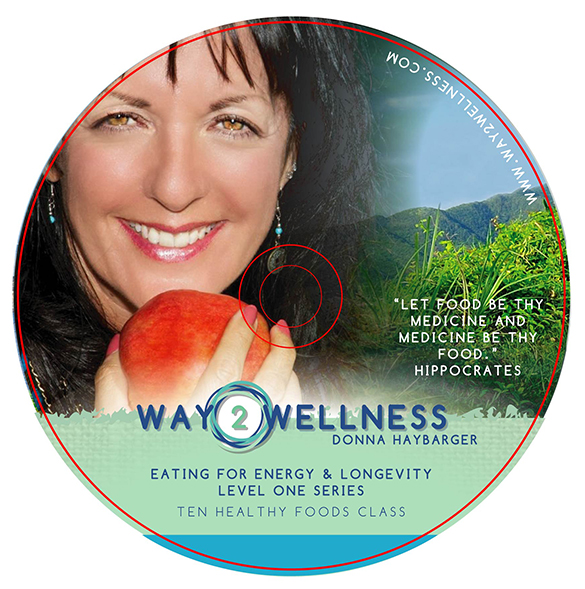 WWW.WAY2WELLNESS.COM
"LET FOOD BE THY
MEDICINE AND
MEDICINE BE THY
FOOD."
HIPPOCRATES
WAY 2 WELLNESS
DONNA HAYBARGER
EATING FOR ENERGY & LONGEVITY
LEVEL ONE SERIES
TEN HEALTHY FOODS CLASS